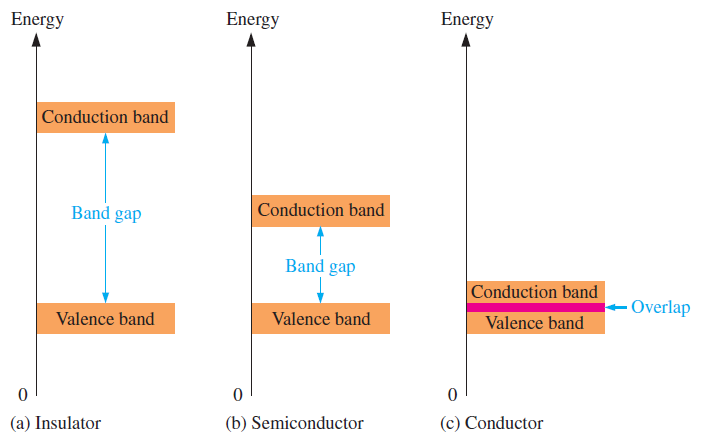 Energy
Conduction band
Band gap
Valence band
0
(a) Insulator
Energy
Conduction band
Band gap
Valence band
0
(b) Semiconductor
Energy
Conduction band
Overlap
Valence band
0
(c) Conductor